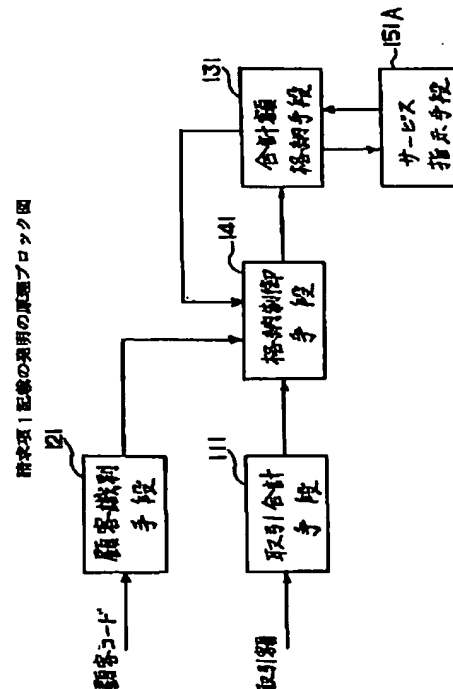 請求項1記載の発明の原理ブロック図
顧客コード
121
顧客識別
手段
取引額
111
取引合計
手段
141
格納制御
手段
131
合計額
格納手段
151A
サービス
指示手段